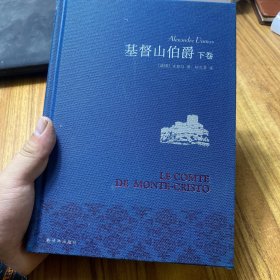 Alexandre Dumas
基督山伯爵 下卷
LE COMTE
DE MONTE-CRISTO